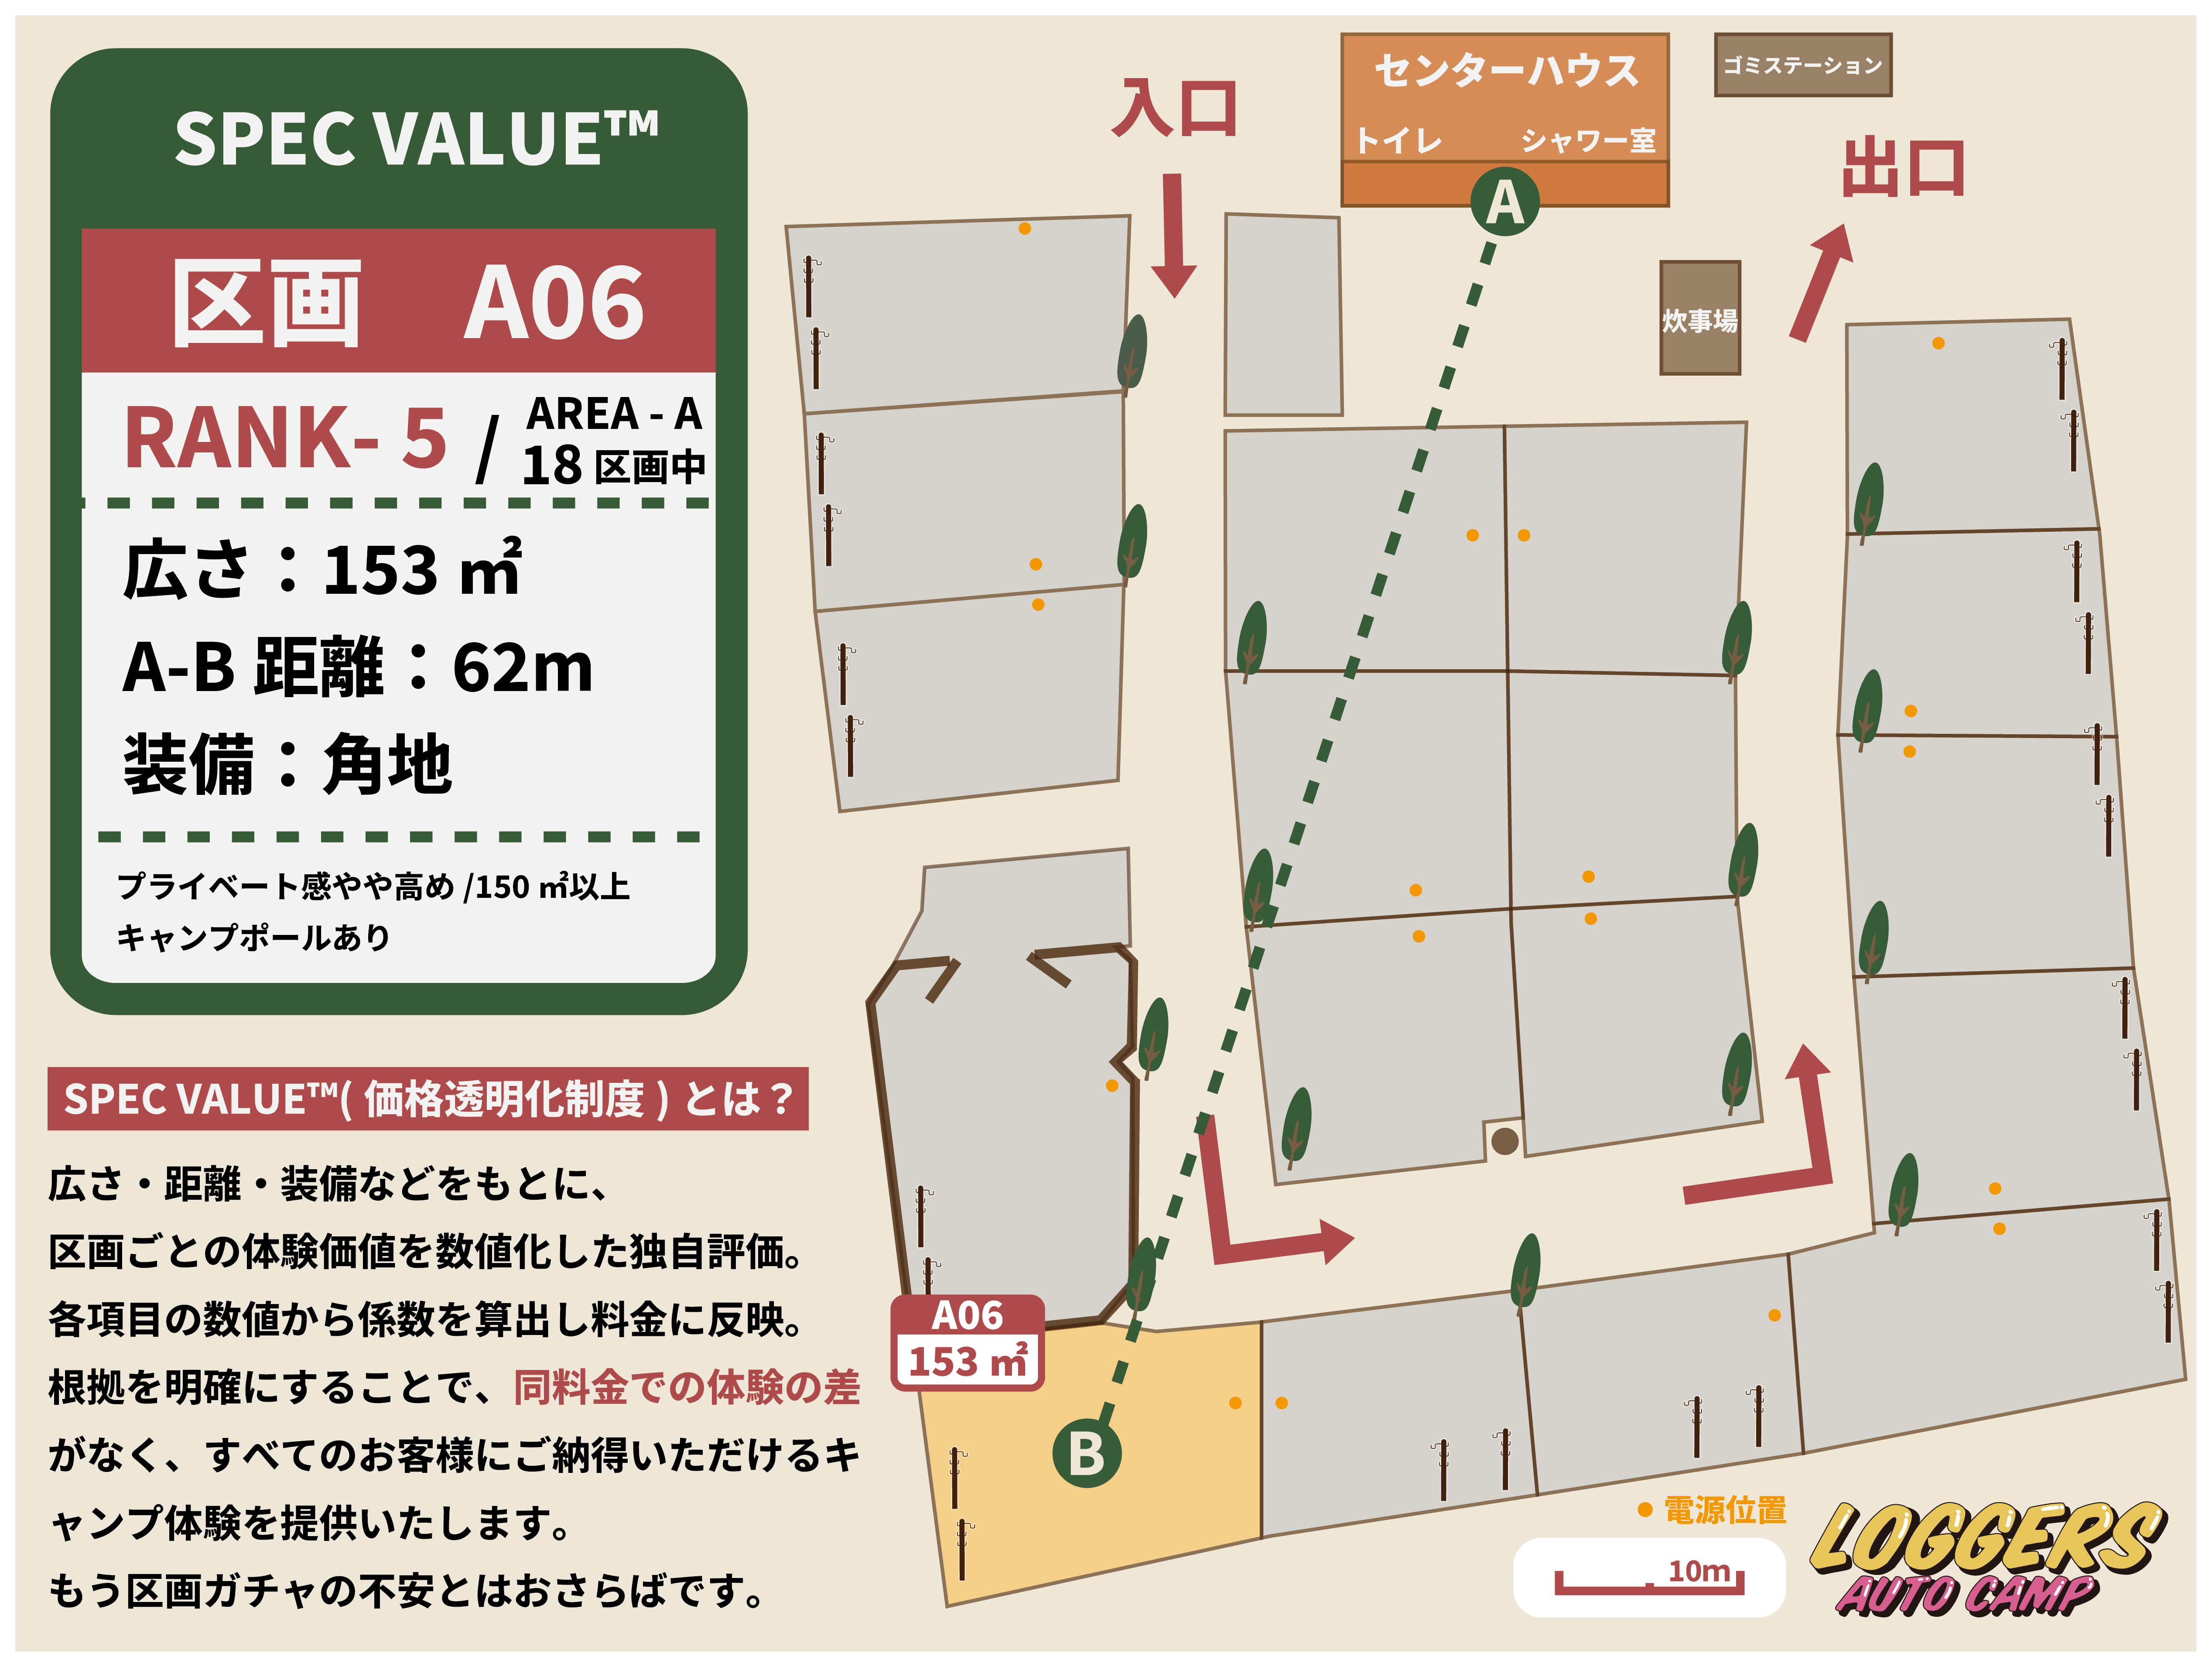 SPEC VALUE™
区画 A06
RANK- 5 / AREA - A
18 区画中
広さ：153 ㎡
A-B 距離：62m
装備：角地
プライベート感やや高め /150 ㎡以上
キャンプポールあり
SPEC VALUE™( 価格透明化制度 ) とは？
広さ・距離・装備などをもとに、
区画ごとの体験価値を数値化した独自評価。
各項目の数値から係数を算出し料金に反映。
根拠を明確にすることで、同料金での体験の差
がなく、すべてのお客様にご納得いただけるキ
ャンプ体験を提供いたします。
もう区画ガチャの不安とはおさらばです。
入口
センターハウス
トイレ シャワー室
A
ゴミステーション
出口
炊事場
A06
153 ㎡
B
電源位置
10m
LOGGERS
AUTO CAMP